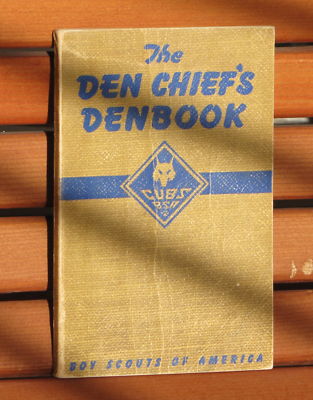 The
DEN CHIEF'S
DENBOOK
CUBS
BSA
BOY SCOUTS OF AMERICA